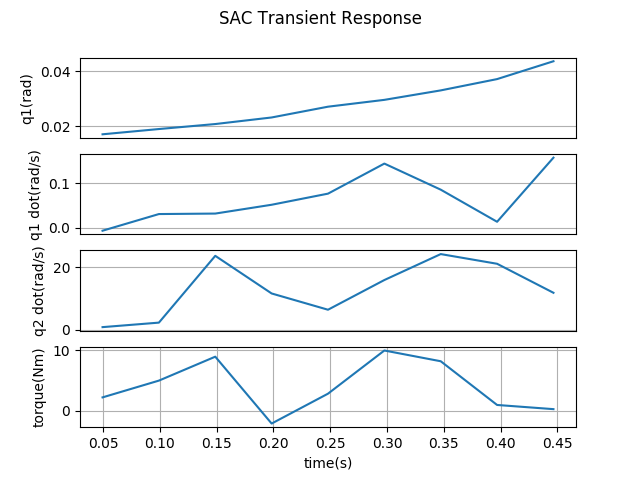 SAC Transient Response
q1(rad)
0.04
0.02
q1 dot(rad/s)
0.1
0.0
q2 dot(rad/s)
20
0
torque(Nm)
10
0
0.05 0.10 0.15 0.20 0.25 0.30 0.35 0.40 0.45
time(s)